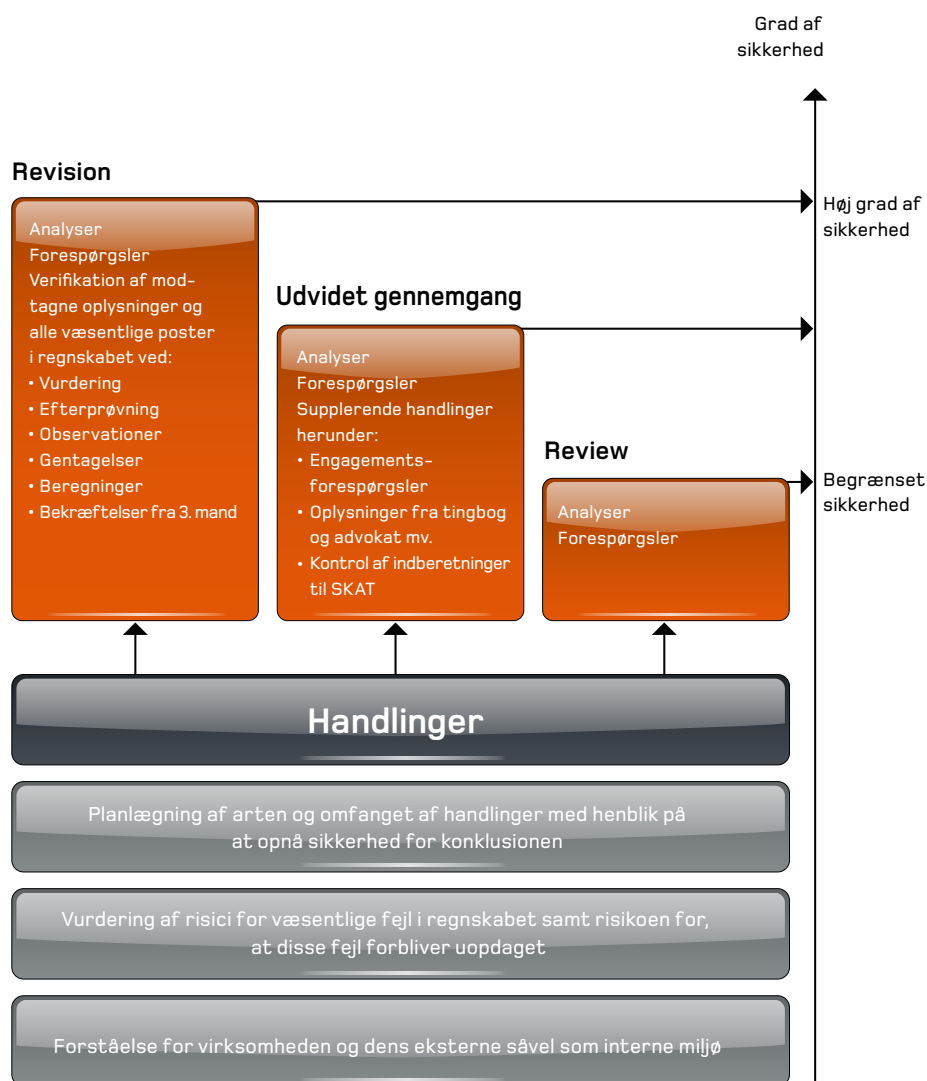 Grad af
sikkerhed
Revision
Analyser
Forespørgsler
Verifikation af mod-
tagne oplysninger og
alle væsentlige poster
i regnskabet ved:
• Vurdering
• Efterprøvning
• Observationer
• Gentagelser
• Beregninger
• Bekræftelser fra 3. mand
Høj grad af
sikkerhed
Udvidet gennemgang
Analyser
Forespørgsler
Supplerende handlinger
herunder:
• Engagements-
forespørgsler
• Oplysninger fra tingbog
og advokat mv.
• Kontrol af indberetninger
til SKAT
Review
Analyser
Forespørgsler
Begrænset
sikkerhed
Handlinger
Planlægning af arten og omfanget af handlinger med henblik på
at opnå sikkerhed for konklusionen
Vurdering af risici for væsentlige fejl i regnskabet samt risikoen for,
at disse fejl forbliver uopdaget
Forståelse for virksomheden og dens eksterne såvel som interne miljø